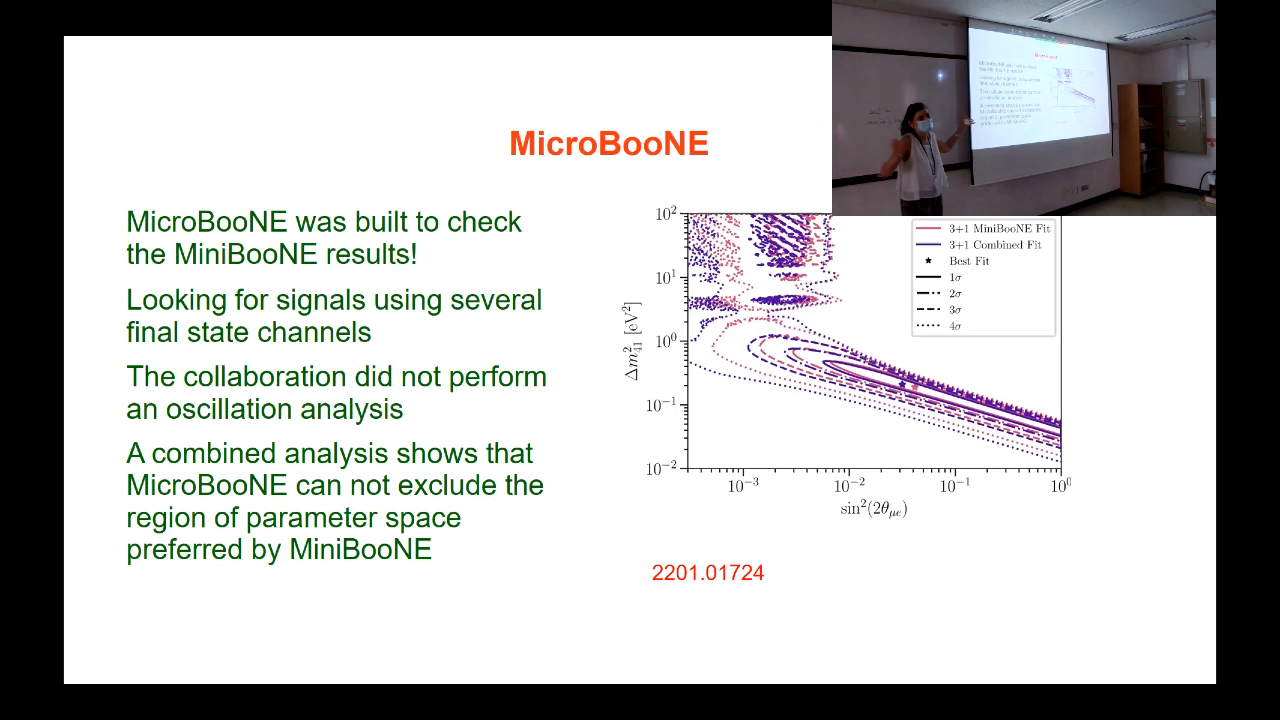 MicroBooNE
MicroBooNE was built to check
the MiniBooNE results!
Looking for signals using several
final state channels
The collaboration did not perform
an oscillation analysis
A combined analysis shows that
MicroBooNE can not exclude the
region of parameter space
preferred by MiniBooNE
10²
10¹
10⁰
10⁻¹
10⁻²
Δm²₄₁ [eV²]
3+1 MiniBooNE Fit
3+1 Combined Fit
Best Fit
1σ
2σ
3σ
4σ
10⁻³ 10⁻² 10⁻¹ 10⁰
sin²(2θμe)
2201.01724